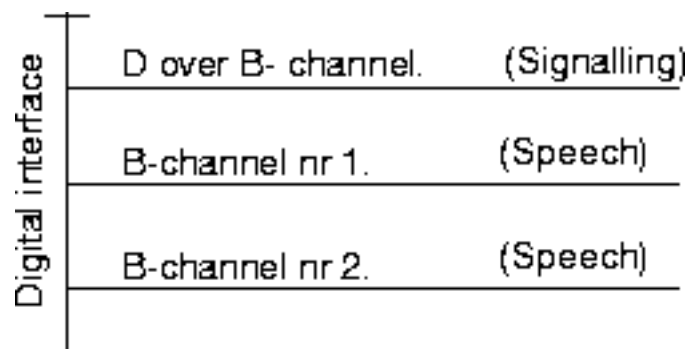 Digital interface
D over B- channel. (Signalling)
B-channel nr 1. (Speech)
B-channel nr 2. (Speech)